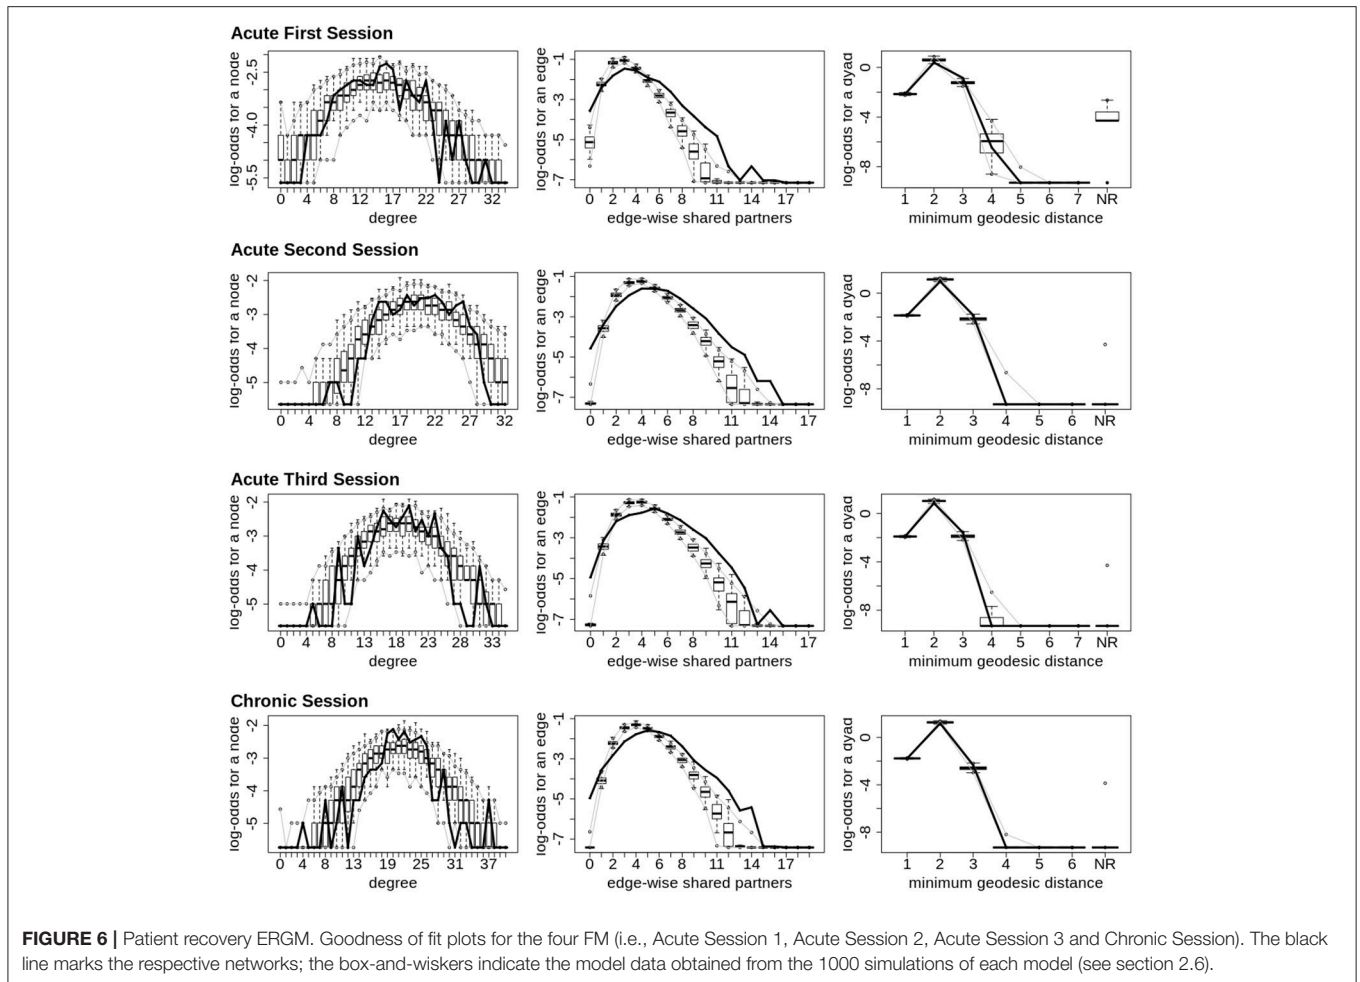 Acute First Session
log-odds for a node
-2.5
-4.0
-5.5
0 4 8 12 17 22 27 32
degree
log-odds for an edge
-1
-3
-5
-7
0 2 4 6 8 11 14 17
edge-wise shared partners
log-odds for a dyad
0
-4
-8
1 2 3 4 5 6 7 NR
minimum geodesic distance
Acute Second Session
log-odds for a node
-2
-3
-5
0 4 8 12 17 22 27 32
degree
log-odds for an edge
-1
-3
-5
-7
0 2 4 6 8 11 14 17
edge-wise shared partners
log-odds for a dyad
0
-4
-8
1 2 3 4 5 6 NR
minimum geodesic distance
Acute Third Session
log-odds for a node
-2
-3
-4
-5
0 4 8 13 18 23 28 33
degree
log-odds for an edge
-1
-3
-5
-7
0 2 4 6 8 11 14 17
edge-wise shared partners
log-odds for a dyad
0
-4
-8
1 2 3 4 5 6 7 NR
minimum geodesic distance
Chronic Session
log-odds for a node
-2
-3
-4
-5
0 4 8 13 19 25 31 37
degree
log-odds for an edge
-1
-3
-5
-7
0 2 4 6 8 11 14 17
edge-wise shared partners
log-odds for a dyad
0
-4
-8
1 2 3 4 5 6 NR
minimum geodesic distance
FIGURE 6 | Patient recovery ERGM. Goodness of fit plots for the four FM (i.e., Acute Session 1, Acute Session 2, Acute Session 3 and Chronic Session). The black
line marks the respective networks; the box-and-wiskers indicate the model data obtained from the 1000 simulations of each model (see section 2.6).